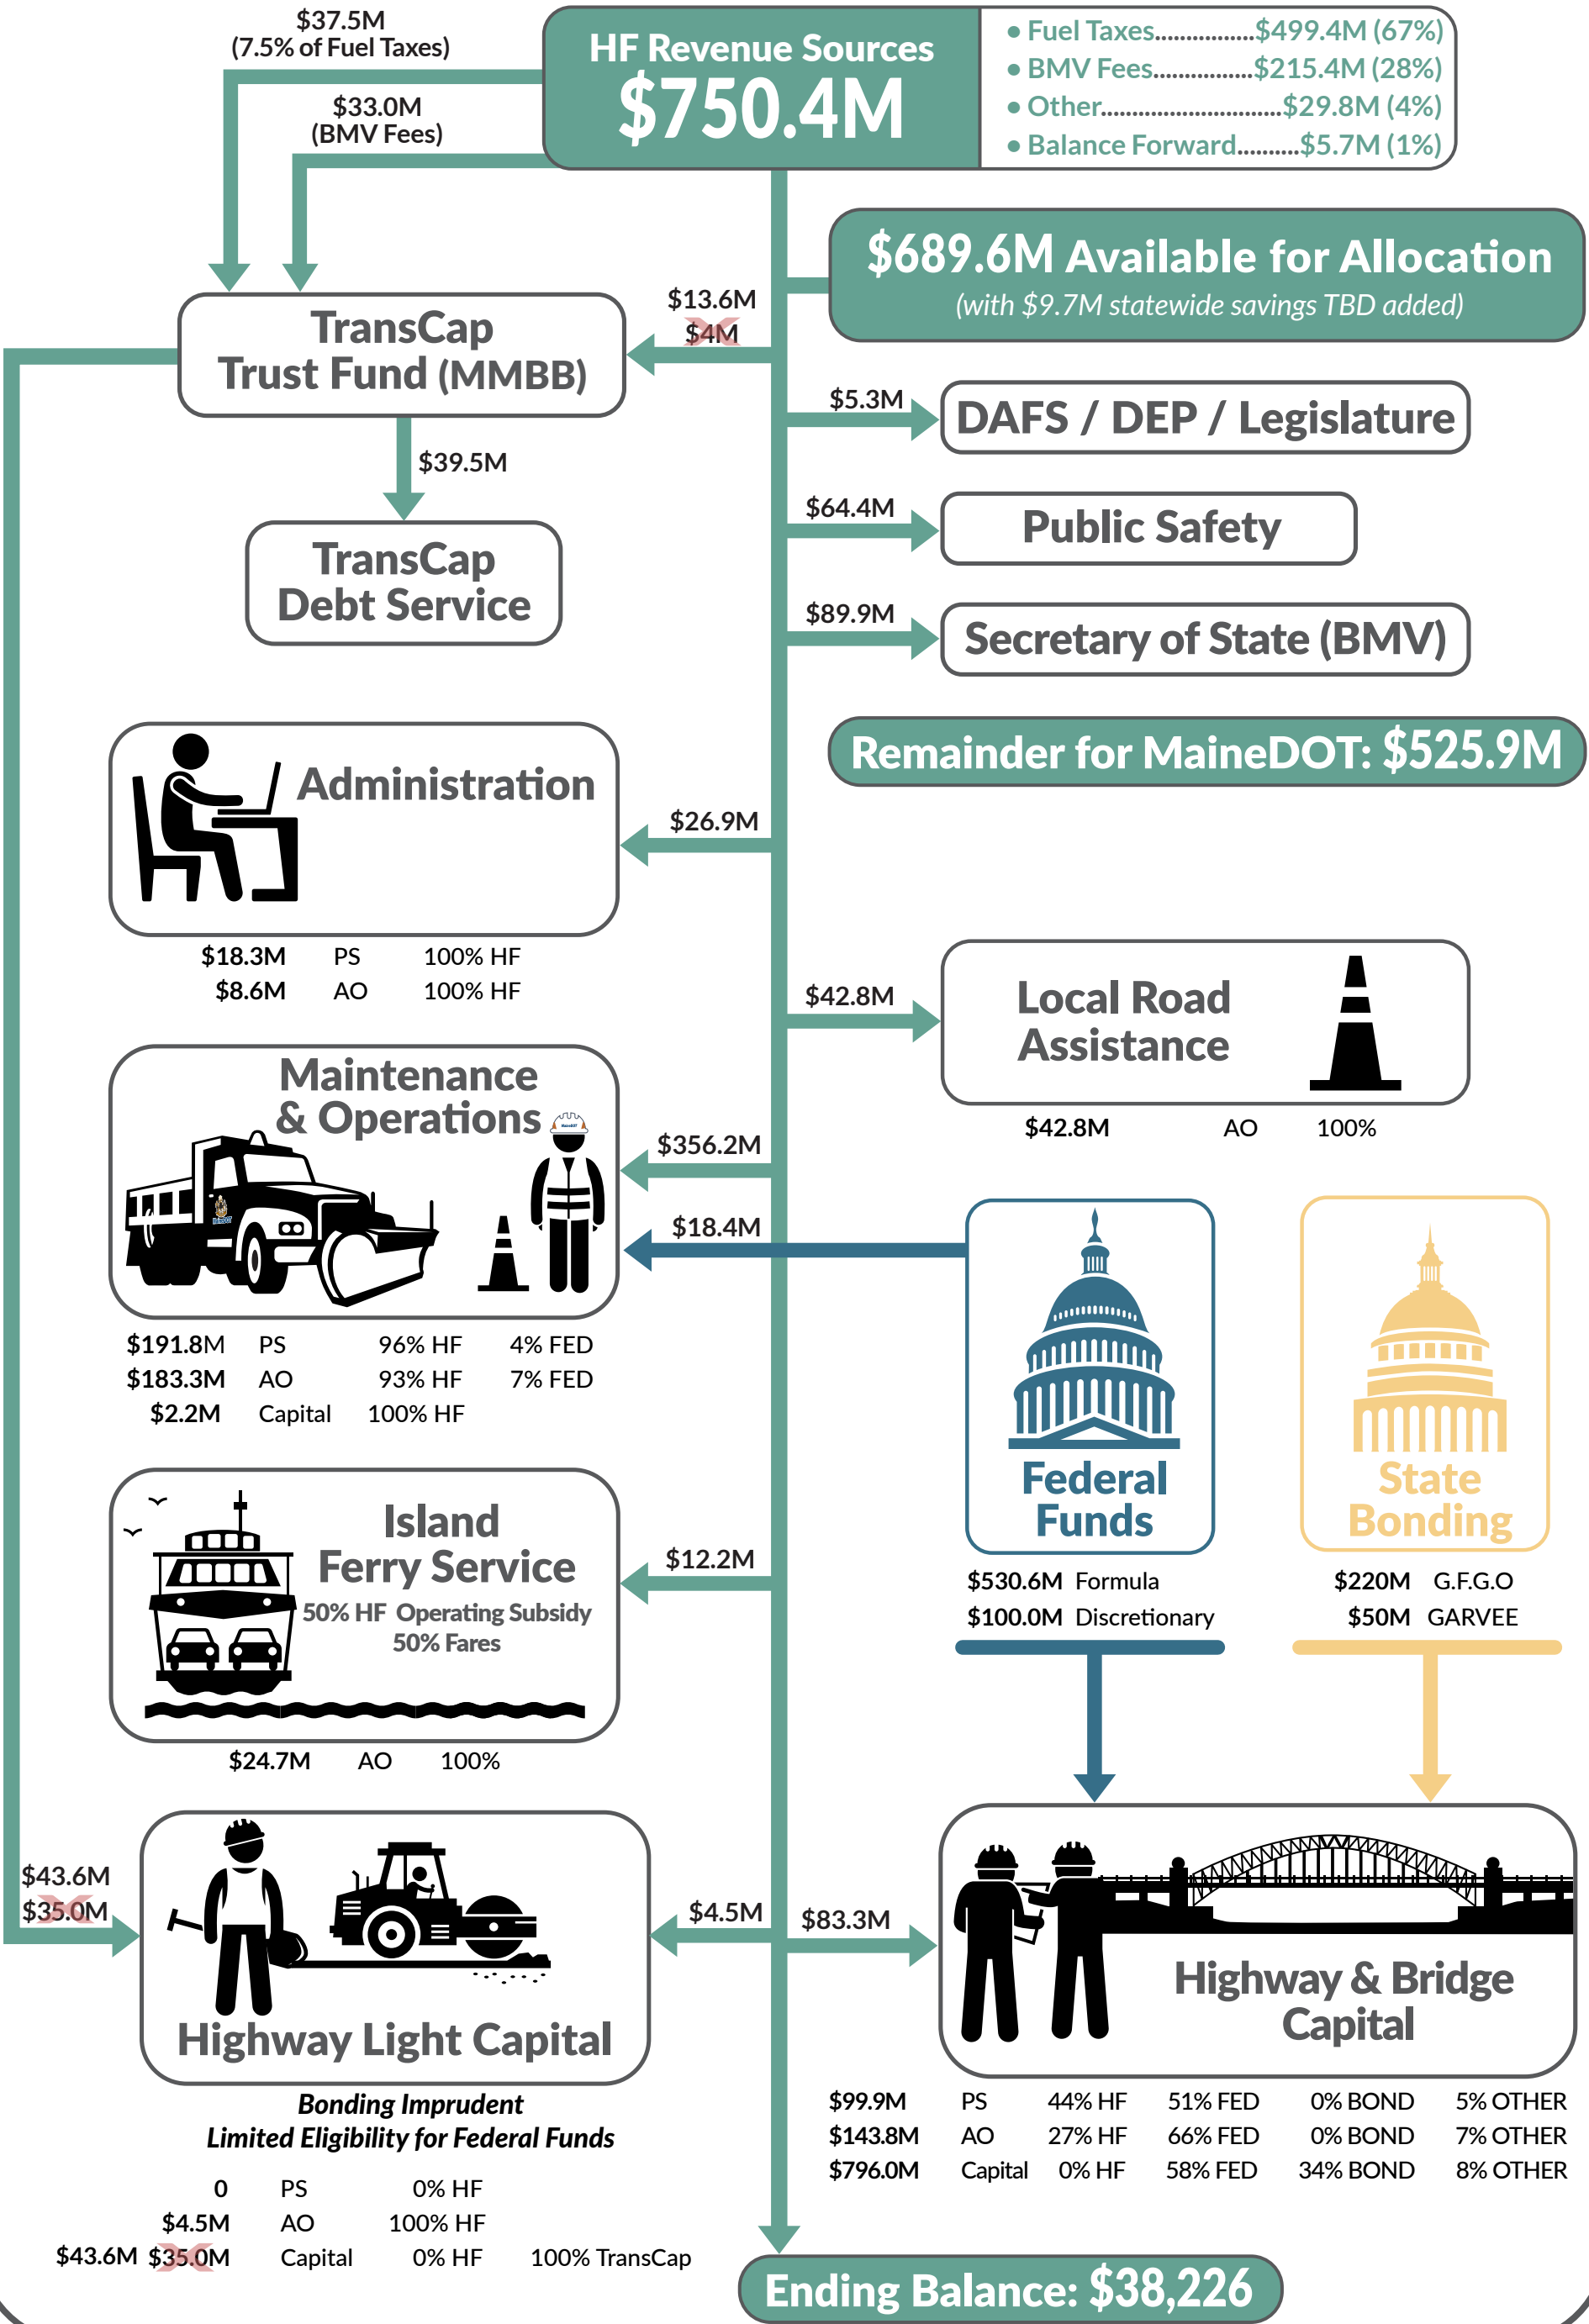 $37.5M
(7.5% of Fuel Taxes)
$33.0M
(BMV Fees)
HF Revenue Sources
$750.4M
• Fuel Taxes...............$499.4M (67%)
• BMV Fees...............$215.4M (28%)
• Other...........................$29.8M (4%)
• Balance Forward..........$5.7M (1%)
$689.6M Available for Allocation
(with $9.7M statewide savings TBD added)
TransCap
Trust Fund (MMBB)
$13.6M
$4M
$5.3M
DAFS / DEP / Legislature
$39.5M
$64.4M
Public Safety
TransCap
Debt Service
$89.9M
Secretary of State (BMV)
Remainder for MaineDOT: $525.9M
Administration
$26.9M
$18.3M PS 100% HF
$8.6M AO 100% HF
$42.8M
Local Road
Assistance
$42.8M AO 100%
Maintenance
& Operations
$356.2M
$18.4M
$191.8M PS 96% HF 4% FED
$183.3M AO 93% HF 7% FED
$2.2M Capital 100% HF
Federal
Funds
$530.6M Formula
$100.0M Discretionary
State
Bonding
$220M G.F.G.O
$50M GARVEE
Island
Ferry Service
50% HF Operating Subsidy
50% Fares
$12.2M
$24.7M AO 100%
$43.6M
$35.0M
$4.5M
$83.3M
Highway Light Capital
Bonding Imprudent
Limited Eligibility for Federal Funds
0 PS 0% HF
$4.5M AO 100% HF
$43.6M $35.0M Capital 0% HF 100% TransCap
Highway & Bridge
Capital
$99.9M PS 44% HF 51% FED 0% BOND 5% OTHER
$143.8M AO 27% HF 66% FED 0% BOND 7% OTHER
$796.0M Capital 0% HF 58% FED 34% BOND 8% OTHER
Ending Balance: $38,226